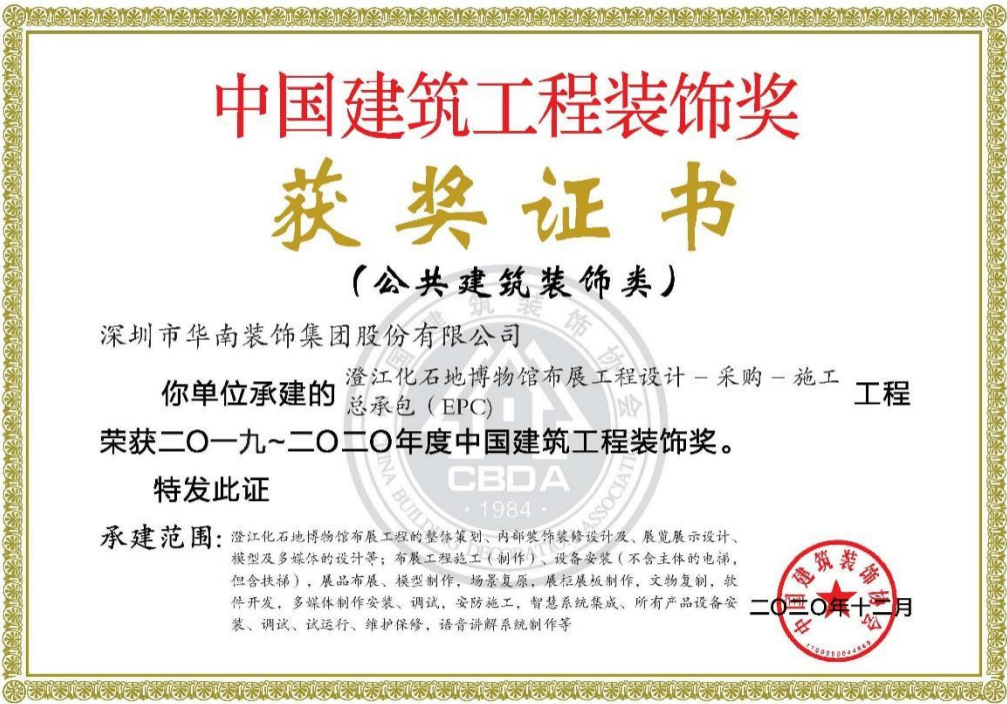 中国建筑工程装饰奖
获奖证书
（公共建筑装饰类）
深圳市华南装饰集团股份有限公司
你单位承建的 澄江化石地博物馆布展工程设计－采购－施工 工程
总承包（EPC)
荣获二〇一九~二〇二〇年度中国建筑工程装饰奖。
特发此证
承建范围：澄江化石地博物馆布展工程的整体策划、内部装饰装修设计及、展览展示设计、
模型及多媒体的设计等；布展工程施工（制作）、设备安装（不含主体的电梯，
但含扶梯），展品布展、模型制作，场景复原，展柜展板制作，文物复制，软
件开发，多媒体制作安装、调试，安防施工，智慧系统集成、所有产品设备安
装、调试、试运行、维护保修，语音讲解系统制作等
二〇二〇年十二月
中国建筑装饰协会
中国建筑装饰协会
CBDA
·1984·
CHINA BUILDING DECORATION ASSOCIATION